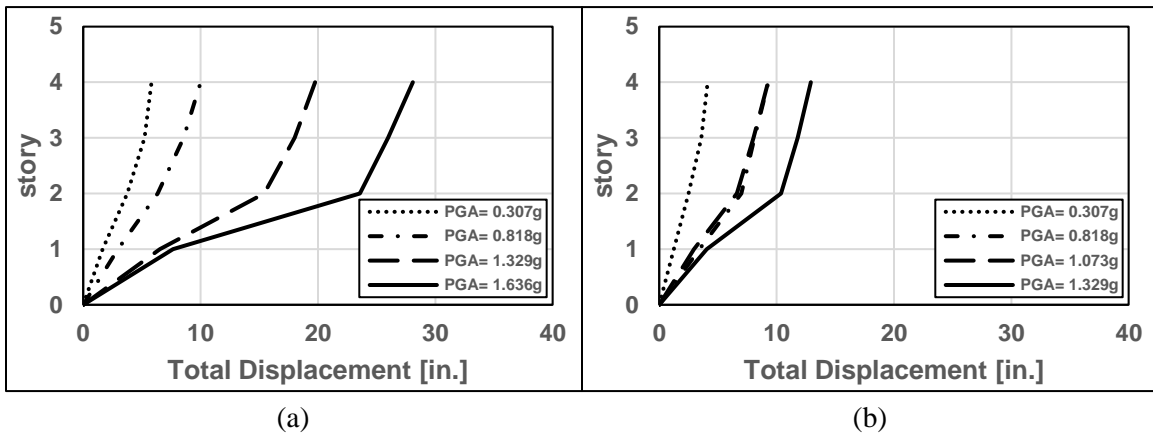 5
4
3
2
1
0
story
PGA= 0.307g
PGA= 0.818g
PGA= 1.329g
PGA= 1.636g
0 10 20 30 40
Total Displacement [in.]
(a)
5
4
3
2
1
0
story
PGA= 0.307g
PGA= 0.818g
PGA= 1.073g
PGA= 1.329g
0 10 20 30 40
Total Displacement [in.]
(b)